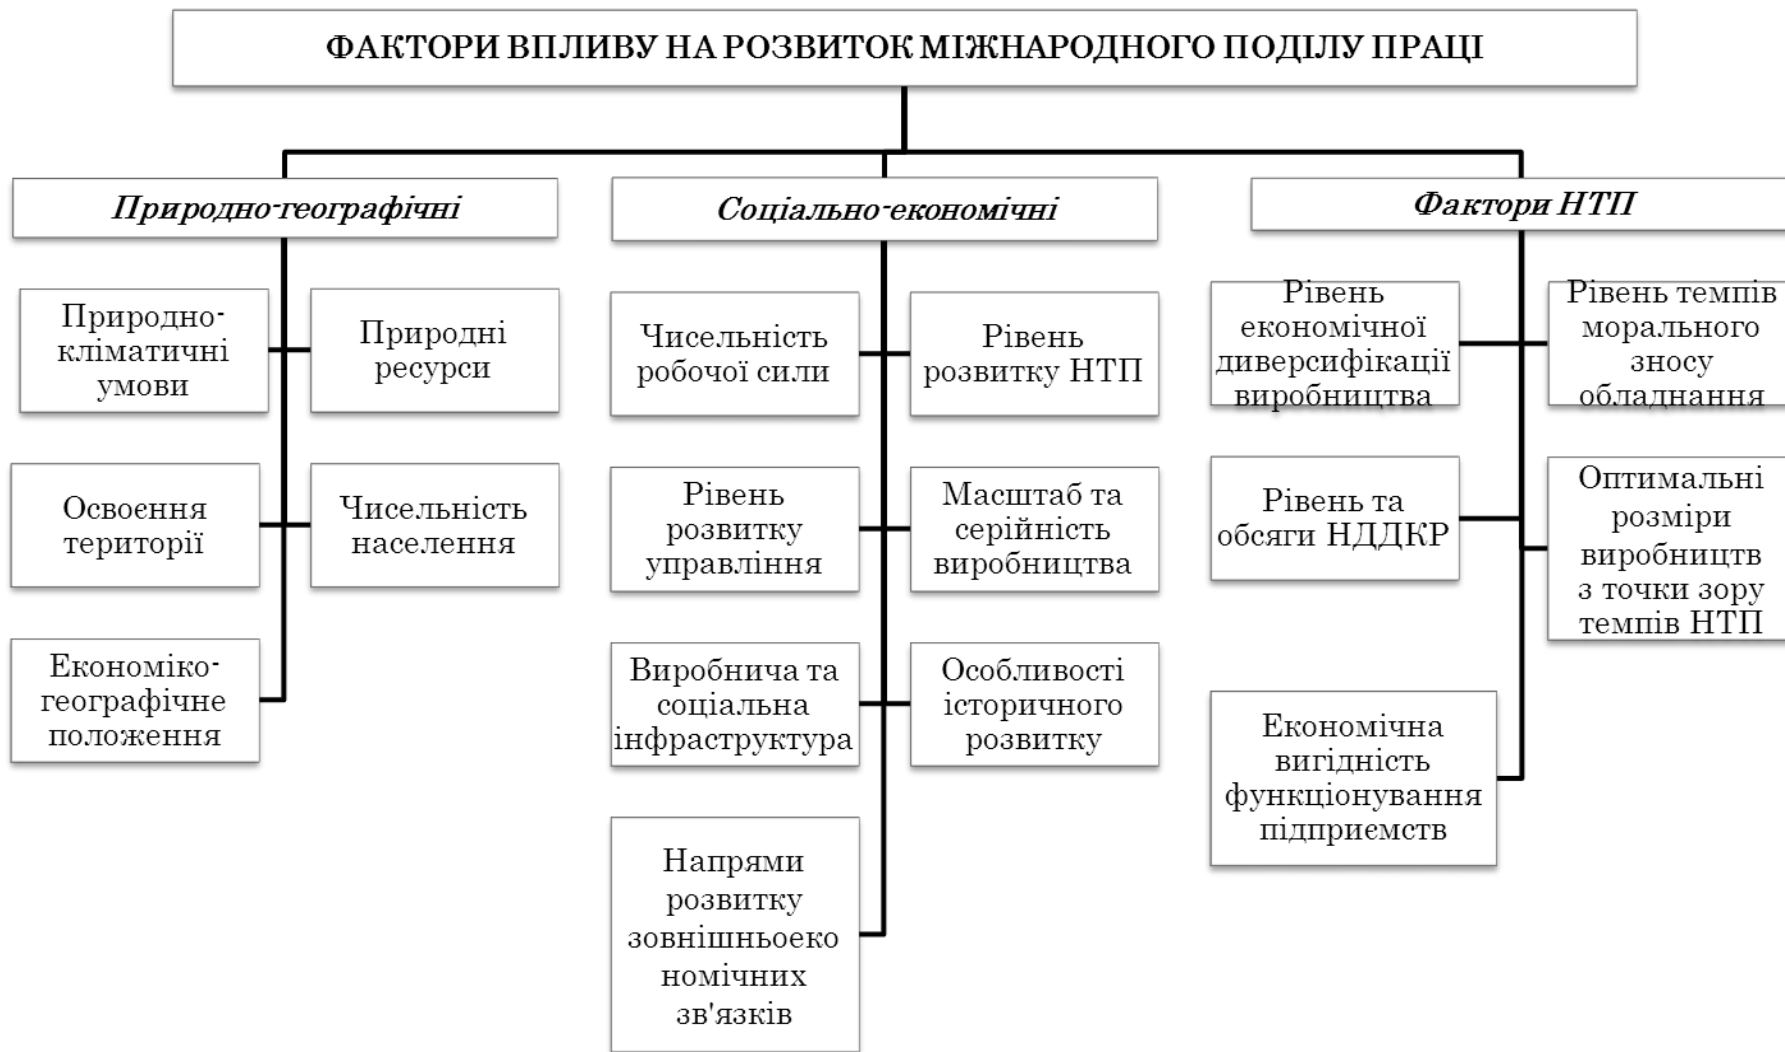 ФАКТОРИ ВПЛИВУ НА РОЗВИТОК МІЖНАРОДНОГО ПОДІЛУ ПРАЦІ
Природно-географічні
Природно-
кліматичні
умови
Природні
ресурси
Освоєння
території
Чисельність
населення
Економіко-
географічне
положення
Соціально-економічні
Чисельність
робочої сили
Рівень
розвитку НТП
Рівень
розвитку
управління
Масштаб та
серійність
виробництва
Виробнича та
соціальна
інфраструктура
Особливості
історичного
розвитку
Напрями
розвитку
зовнішньоеко
номічних
зв'язків
Фактори НТП
Рівень
економічної
диверсифікації
виробництва
Рівень темпів
морального
зносу
обладнання
Рівень та
обсяги НДДКР
Оптимальні
розміри
виробництв
з точки зору
темпів НТП
Економічна
вигідність
функціонування
підприємств